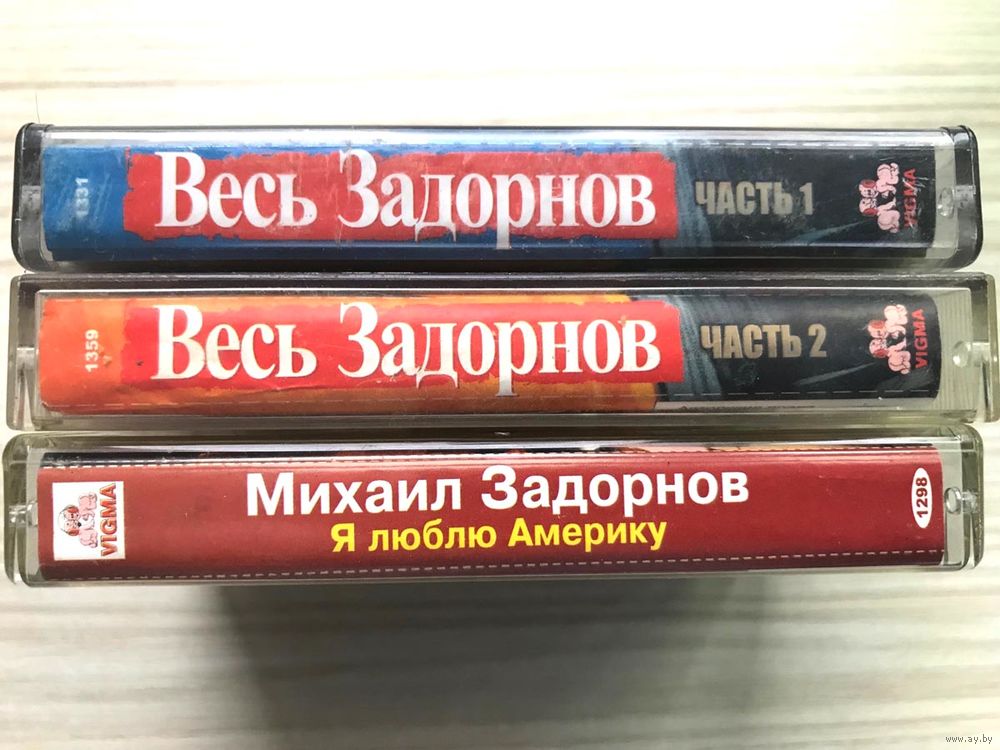 1331
Весь Задорнов
ЧАСТЬ 1
VIGMA
1359
Весь Задорнов
ЧАСТЬ 2
VIGMA
VIGMA
Михаил Задорнов
Я люблю Америку
1298
www.ay.by